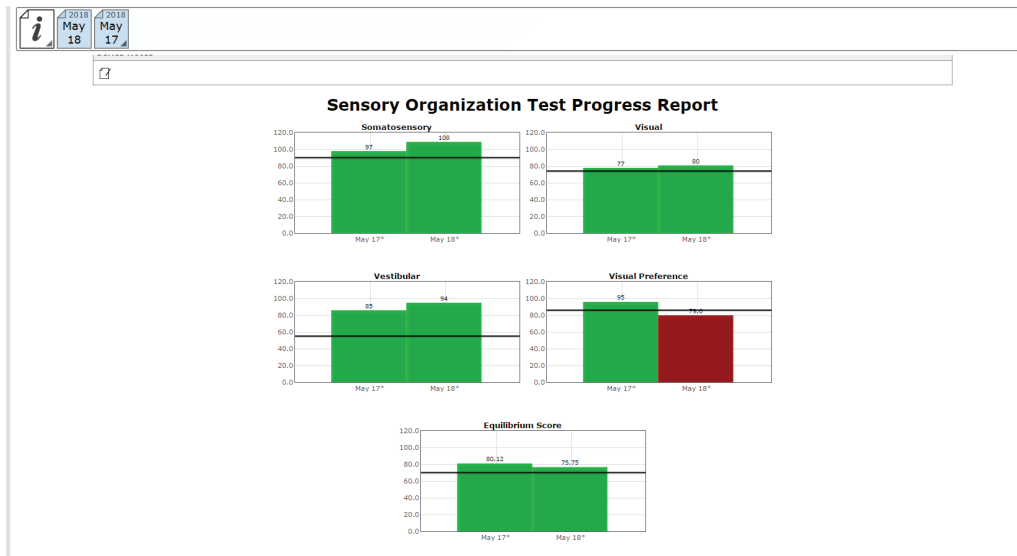 i
2018
May
18
2018
May
17
Sensory Organization Test Progress Report
Somatosensory
120.0
100.0
80.0
60.0
40.0
20.0
0.0
97
108
May 17*
May 18*
Visual
120.0
100.0
80.0
60.0
40.0
20.0
0.0
77
80
May 17*
May 18*
Vestibular
120.0
100.0
80.0
60.0
40.0
20.0
0.0
85
94
May 17*
May 18*
Visual Preference
120.0
100.0
80.0
60.0
40.0
20.0
0.0
95
79.0
May 17*
May 18*
Equilibrium Score
120.0
100.0
80.0
60.0
40.0
20.0
0.0
80.12
75.75
May 17*
May 18*